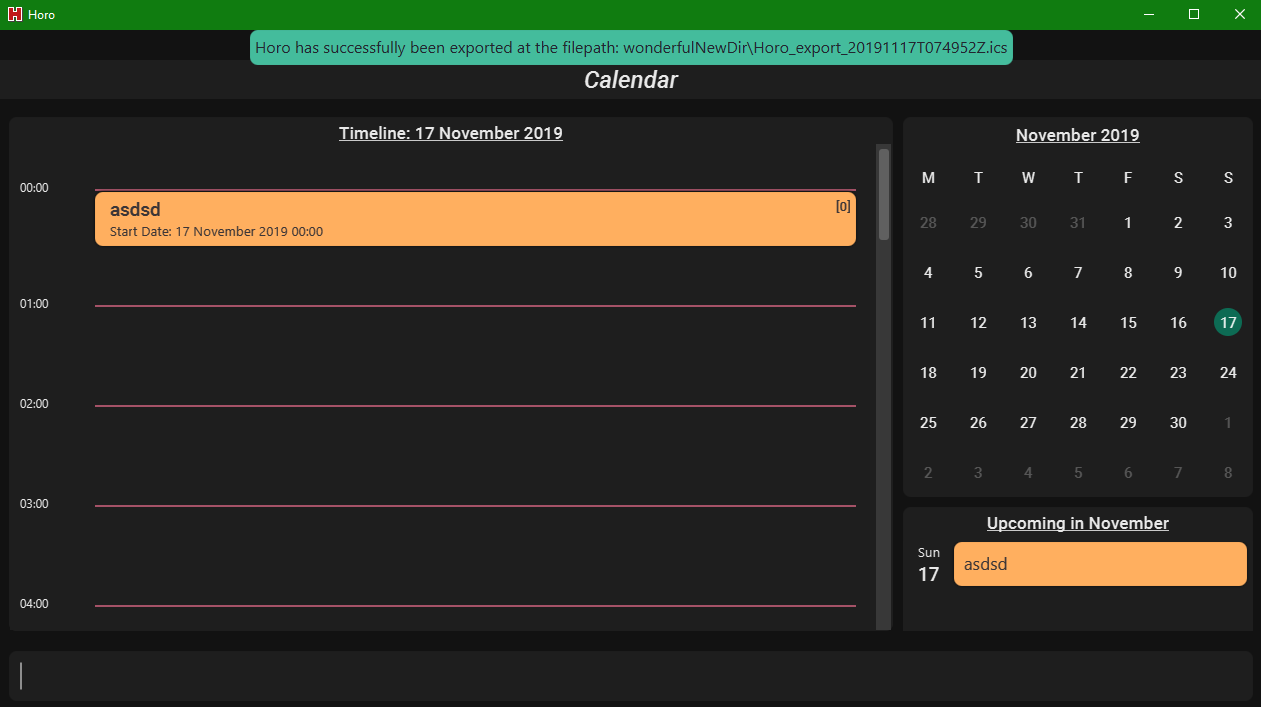 Horo
Horo has successfully been exported at the filepath: wonderfulNewDir\Horo_export_20191117T074952Z.ics
Calendar
Timeline: 17 November 2019
00:00
asdsd
[0]
Start Date: 17 November 2019 00:00
01:00
02:00
03:00
04:00
November 2019
M T W T F S S
28 29 30 31 1 2 3
4 5 6 7 8 9 10
11 12 13 14 15 16 17
18 19 20 21 22 23 24
25 26 27 28 29 30 1
2 3 4 5 6 7 8
Upcoming in November
Sun
17
asdsd